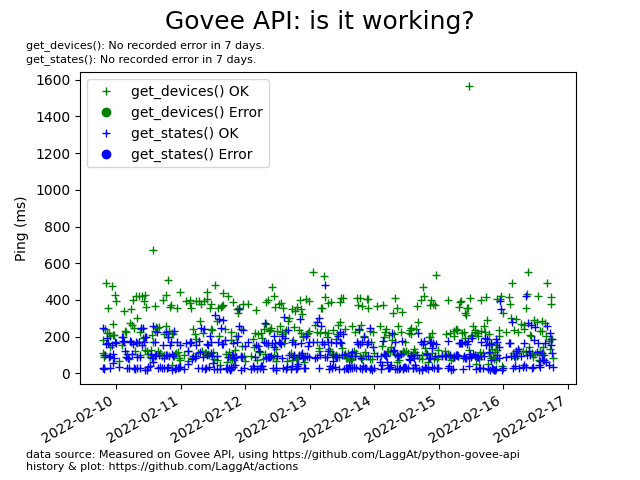 Govee API: is it working?
get_devices(): No recorded error in 7 days.
get_states(): No recorded error in 7 days.
get_devices() OK
get_devices() Error
get_states() OK
get_states() Error
Ping (ms)
1600
1400
1200
1000
800
600
400
200
0
2022-02-10
2022-02-11
2022-02-12
2022-02-13
2022-02-14
2022-02-15
2022-02-16
2022-02-17
data source: Measured on Govee API, using https://github.com/LaggAt/python-govee-api
history & plot: https://github.com/LaggAt/actions